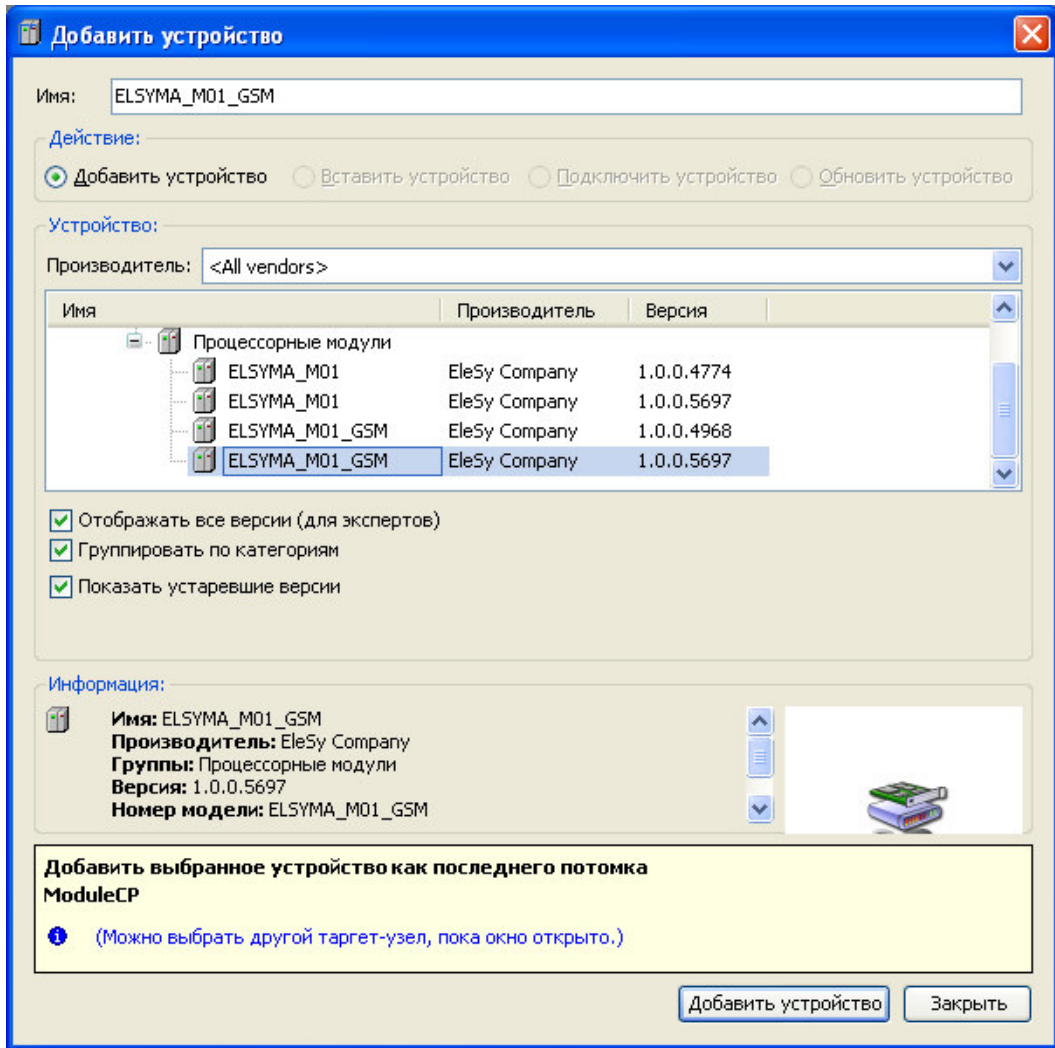 Добавить устройство
Имя: ELSYMA_M01_GSM
Действие:
Добавить устройство Вставить устройство Подключить устройство Обновить устройство
Устройство:
Производитель: <All vendors>
Имя Производитель Версия
Процессорные модули
ELSYMA_M01 EleSy Company 1.0.0.4774
ELSYMA_M01 EleSy Company 1.0.0.5697
ELSYMA_M01_GSM EleSy Company 1.0.0.4968
ELSYMA_M01_GSM EleSy Company 1.0.0.5697
Отображать все версии (для экспертов)
Группировать по категориям
Показать устаревшие версии
Информация:
Имя: ELSYMA_M01_GSM
Производитель: EleSy Company
Группы: Процессорные модули
Версия: 1.0.0.5697
Номер модели: ELSYMA_M01_GSM
Добавить выбранное устройство как последнего потомка
ModuleCP
(Можно выбрать другой таргет-узел, пока окно открыто.)
Добавить устройство Закрыть